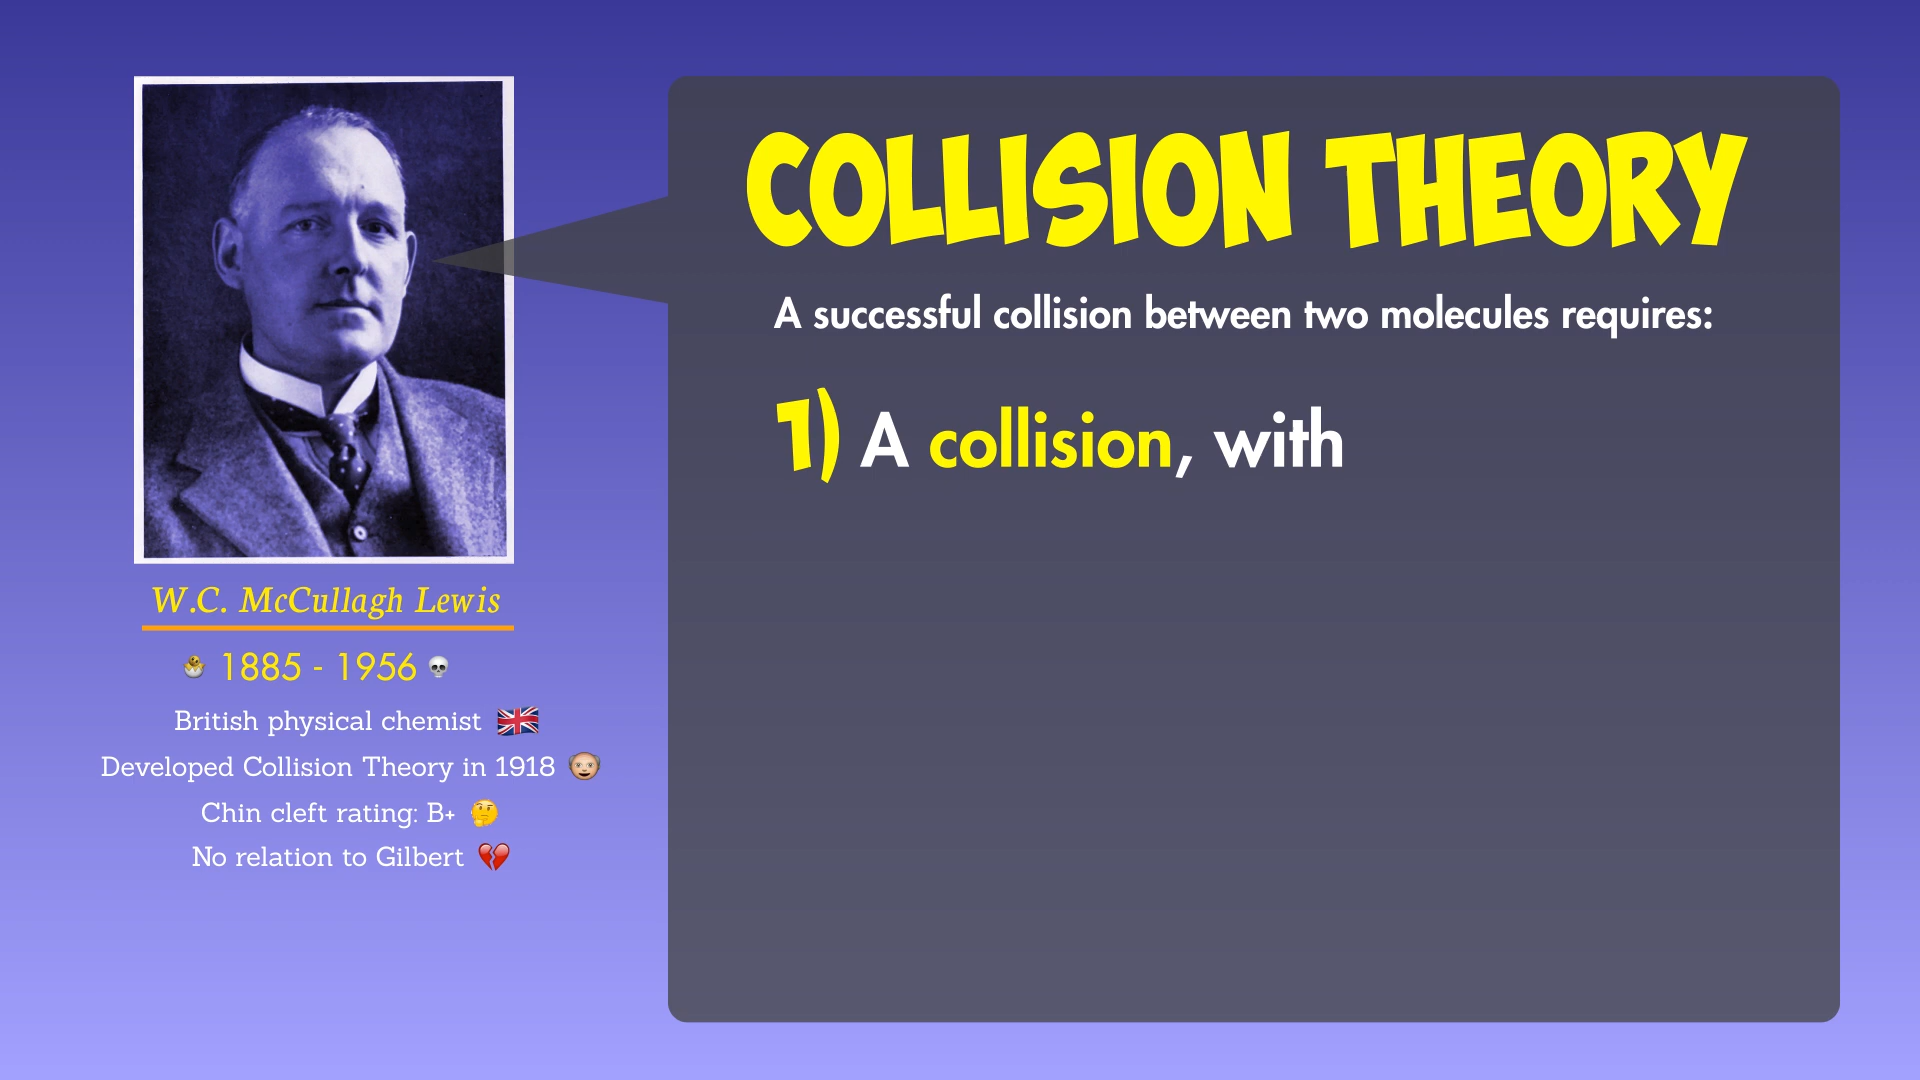 COLLISION THEORY
A successful collision between two molecules requires:
1) A collision, with
W.C. McCullagh Lewis
1885 - 1956
British physical chemist
Developed Collision Theory in 1918
Chin cleft rating: B+
No relation to Gilbert